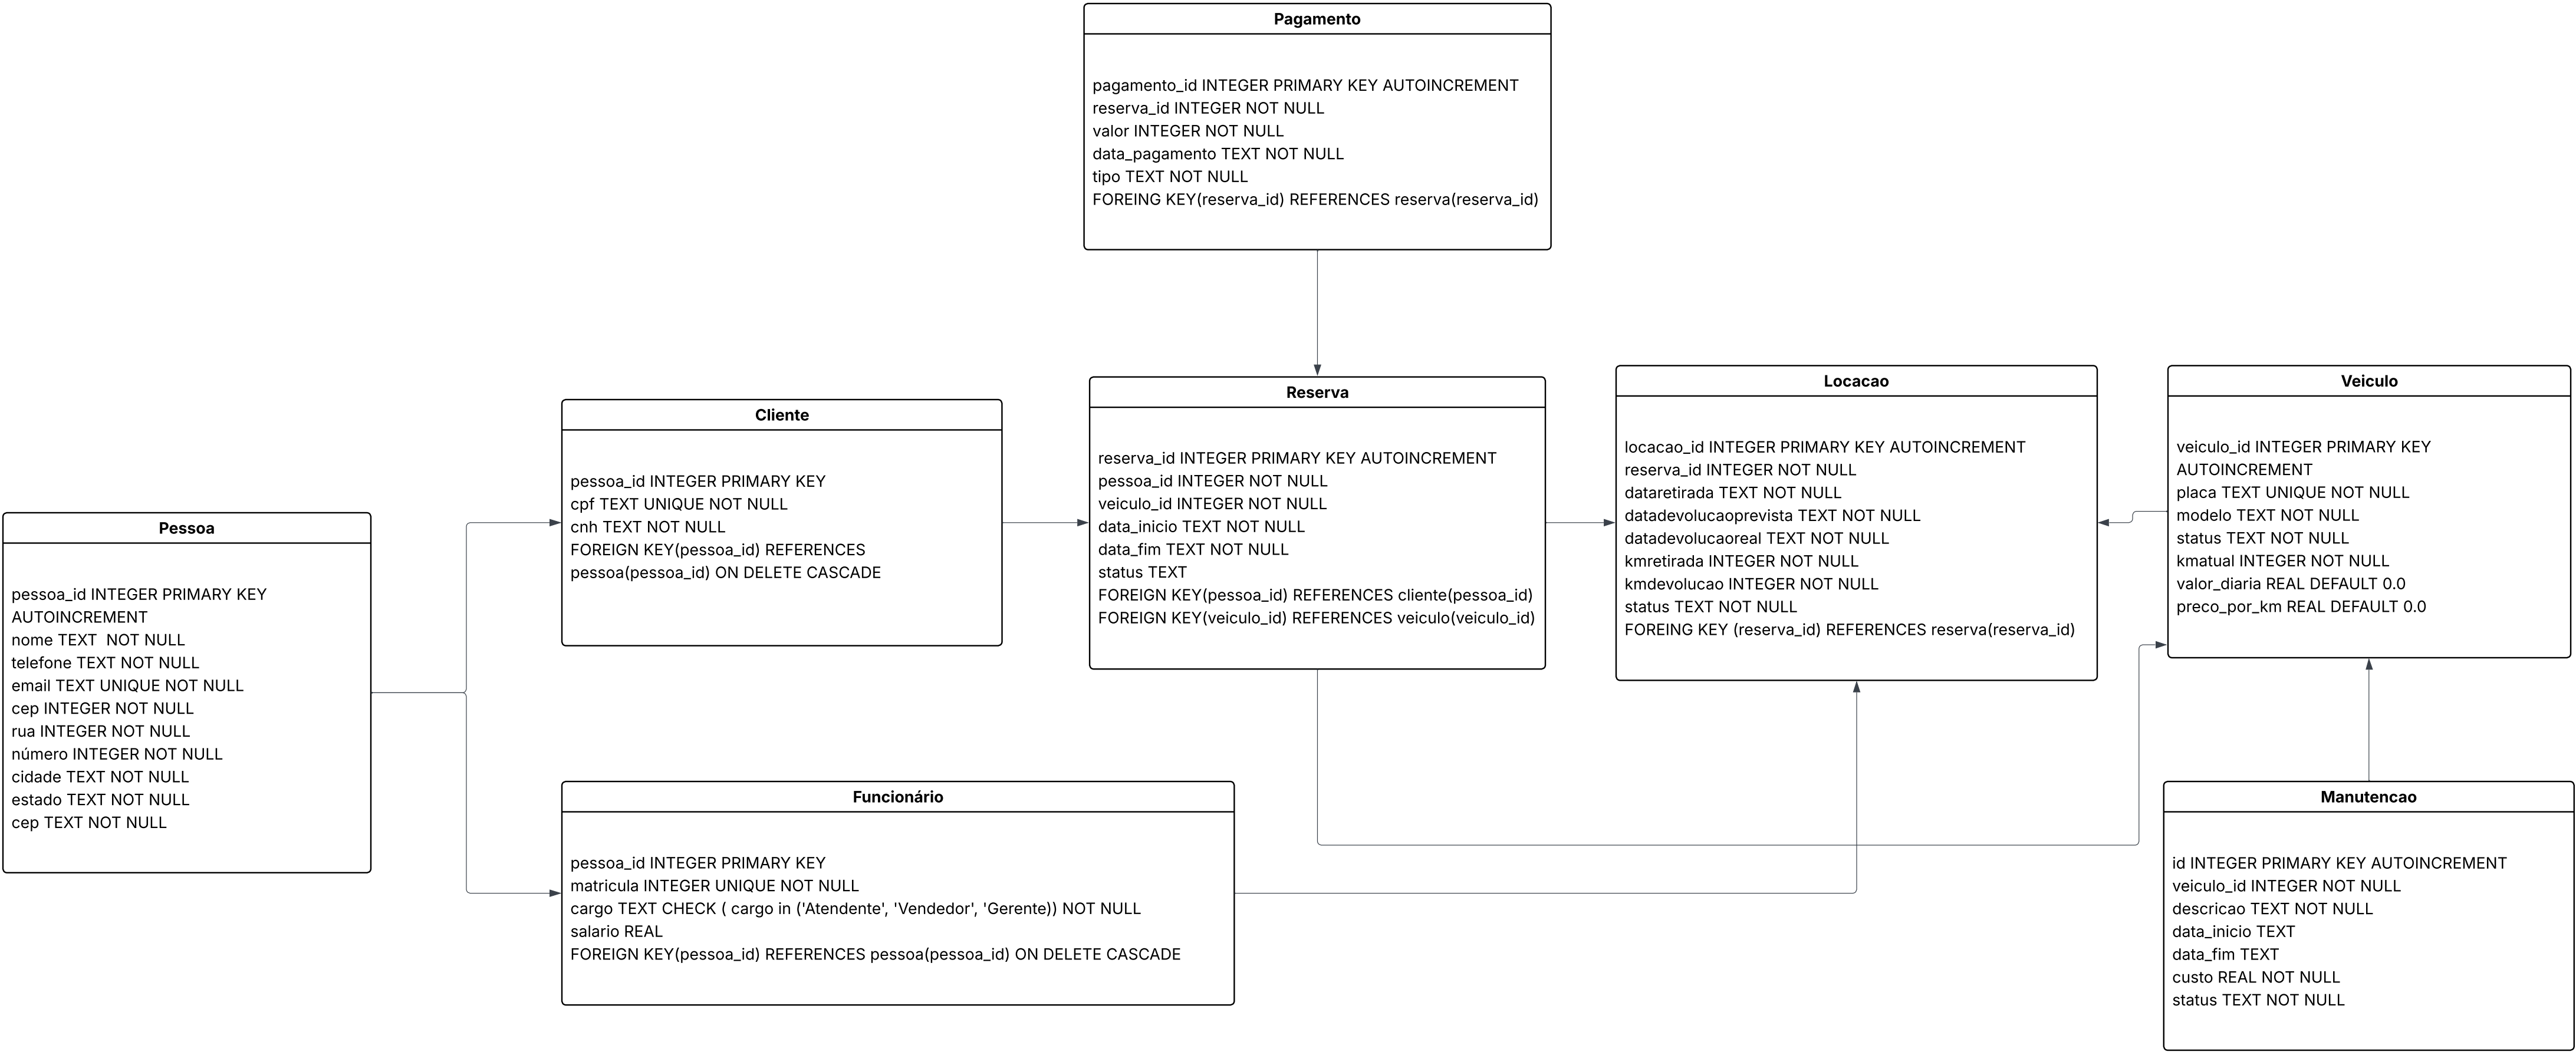 Pagamento
pagamento_id INTEGER PRIMARY KEY AUTOINCREMENT
reserva_id INTEGER NOT NULL
valor INTEGER NOT NULL
data_pagamento TEXT NOT NULL
tipo TEXT NOT NULL
FOREING KEY(reserva_id) REFERENCES reserva(reserva_id)
Pessoa
pessoa_id INTEGER PRIMARY KEY
AUTOINCREMENT
nome TEXT  NOT NULL
telefone TEXT NOT NULL
email TEXT UNIQUE NOT NULL
cep INTEGER NOT NULL
rua INTEGER NOT NULL
número INTEGER NOT NULL
cidade TEXT NOT NULL
estado TEXT NOT NULL
cep TEXT NOT NULL
Cliente
pessoa_id INTEGER PRIMARY KEY
cpf TEXT UNIQUE NOT NULL
cnh TEXT NOT NULL
FOREIGN KEY(pessoa_id) REFERENCES
pessoa(pessoa_id) ON DELETE CASCADE
Reserva
reserva_id INTEGER PRIMARY KEY AUTOINCREMENT
pessoa_id INTEGER NOT NULL
veiculo_id INTEGER NOT NULL
data_inicio TEXT NOT NULL
data_fim TEXT NOT NULL
status TEXT
FOREIGN KEY(pessoa_id) REFERENCES cliente(pessoa_id)
FOREIGN KEY(veiculo_id) REFERENCES veiculo(veiculo_id)
Locacao
locacao_id INTEGER PRIMARY KEY AUTOINCREMENT
reserva_id INTEGER NOT NULL
dataretirada TEXT NOT NULL
datadevolucaoprevista TEXT NOT NULL
datadevolucaoreal TEXT NOT NULL
kmretirada INTEGER NOT NULL
kmdevolucao INTEGER NOT NULL
status TEXT NOT NULL
FOREING KEY (reserva_id) REFERENCES reserva(reserva_id)
Veiculo
veiculo_id INTEGER PRIMARY KEY
AUTOINCREMENT
placa TEXT UNIQUE NOT NULL
modelo TEXT NOT NULL
status TEXT NOT NULL
kmatual INTEGER NOT NULL
valor_diaria REAL DEFAULT 0.0
preco_por_km REAL DEFAULT 0.0
Funcionário
pessoa_id INTEGER PRIMARY KEY
matricula INTEGER UNIQUE NOT NULL
cargo TEXT CHECK ( cargo in ('Atendente', 'Vendedor', 'Gerente)) NOT NULL
salario REAL
FOREIGN KEY(pessoa_id) REFERENCES pessoa(pessoa_id) ON DELETE CASCADE
Manutencao
id INTEGER PRIMARY KEY AUTOINCREMENT
veiculo_id INTEGER NOT NULL
descricao TEXT NOT NULL
data_inicio TEXT
data_fim TEXT
custo REAL NOT NULL
status TEXT NOT NULL